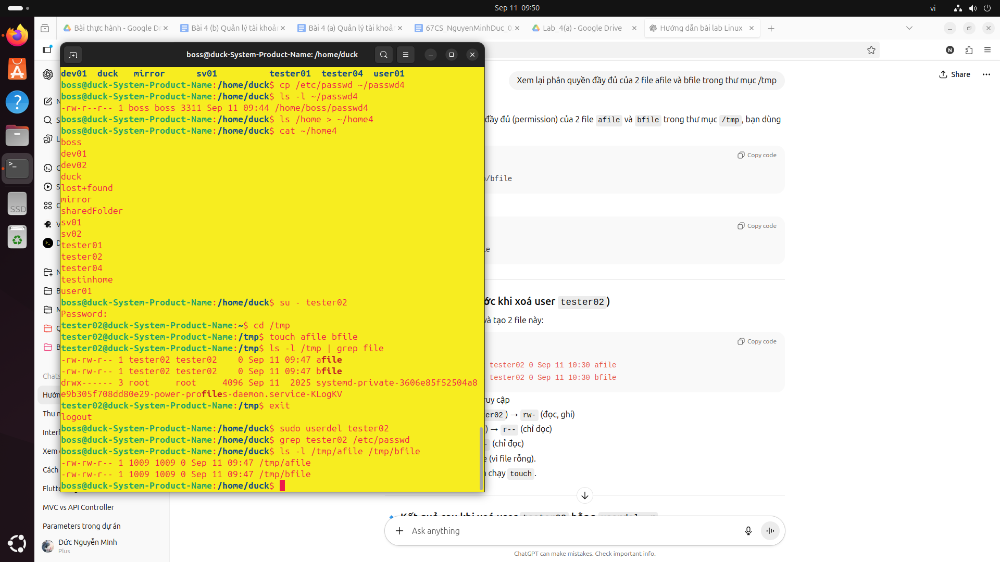 Sep 11  09:50
vi
Bài thực hành - Google D
Bài 4 (b) Quản lý tài khoản
Bài 4 (a) Quản lý tài khoản
67CS_NguyenMinhDuc_0
Lab_4(a) - Google Drive
Hướng dẫn bài lab Linux
boss@duck-System-Product-Name: /home/duck
dev01  duck   mirror      sv01          tester01  tester04  user01
boss@duck-System-Product-Name:/home/duck$ cp /etc/passwd ~/passwd4
boss@duck-System-Product-Name:/home/duck$ ls -l ~/passwd4
-rw-r--r-- 1 boss boss 3311 Sep 11 09:44 /home/boss/passwd4
boss@duck-System-Product-Name:/home/duck$ ls /home > ~/home4
boss@duck-System-Product-Name:/home/duck$ cat ~/home4
boss
dev01
dev02
duck
lost+found
mirror
sharedFolder
sv01
sv02
tester01
tester02
tester04
testinhome
user01
boss@duck-System-Product-Name:/home/duck$ su - tester02
Password:
tester02@duck-System-Product-Name:~$ cd /tmp
tester02@duck-System-Product-Name:/tmp$ touch afile bfile
tester02@duck-System-Product-Name:/tmp$ ls -l /tmp | grep file
-rw-rw-r-- 1 tester02 tester02    0 Sep 11 09:47 afile
-rw-rw-r-- 1 tester02 tester02    0 Sep 11 09:47 bfile
drwx------ 3 root     root     4096 Sep 11  2025 systemd-private-3606e85f52504a8
e9b305f708dd80e29-power-profiles-daemon.service-KLogKV
tester02@duck-System-Product-Name:/tmp$ exit
logout
boss@duck-System-Product-Name:/home/duck$ sudo userdel tester02
boss@duck-System-Product-Name:/home/duck$ grep tester02 /etc/passwd
boss@duck-System-Product-Name:/home/duck$ ls -l /tmp/afile /tmp/bfile
-rw-rw-r-- 1 1009 1009 0 Sep 11 09:47 /tmp/afile
-rw-rw-r-- 1 1009 1009 0 Sep 11 09:47 /tmp/bfile
boss@duck-System-Product-Name:/home/duck$
SSD
Chats
Hướn
Thu n
Interf
Xem
Cách
Flutte
MVC vs API Controller
Parameters trong dự án
Đức Nguyễn MInh
Plus
N
Share
Xem lại phân quyền đầy đủ của 2 file afile và bfile trong thư mục /tmp
đầy đủ (permission) của 2 file afile và bfile trong thư mục /tmp, bạn dùng
Copy code
/bfile
Copy code
le
ớc khi xoá user tester02)
và tạo 2 file này:
Copy code
tester02 0 Sep 11 10:30 afile
tester02 0 Sep 11 10:30 bfile
ruy cập
er02) → rw- (đọc, ghi)
) → r-- (chỉ đọc)
- (chỉ đọc)
e (vì file rỗng).
n chạy touch.
Kết quả sau khi xoá user tester02 bằng userdel -r
Ask anything
ChatGPT can make mistakes. Check important info.